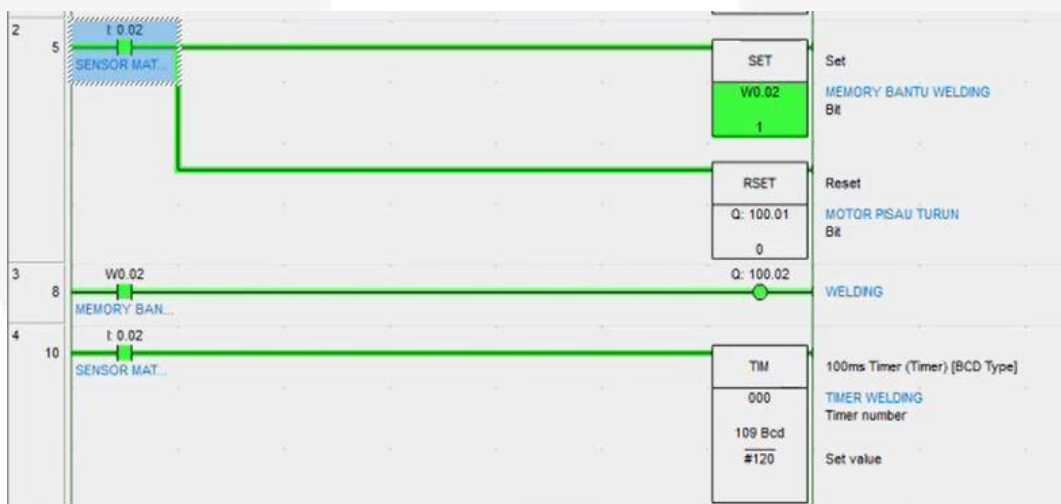 2
5
I: 0.02
SENSOR MAT...
SET
Set
W0.02
MEMORY BANTU WELDING
Bit
1
RSET
Reset
Q: 100.01
MOTOR PISAU TURUN
Bit
0
3
8
W0.02
MEMORY BAN...
Q: 100.02
WELDING
4
10
I: 0.02
SENSOR MAT...
TIM
100ms Timer (Timer) [BCD Type]
000
TIMER WELDING
Timer number
109 Bcd
#120
Set value